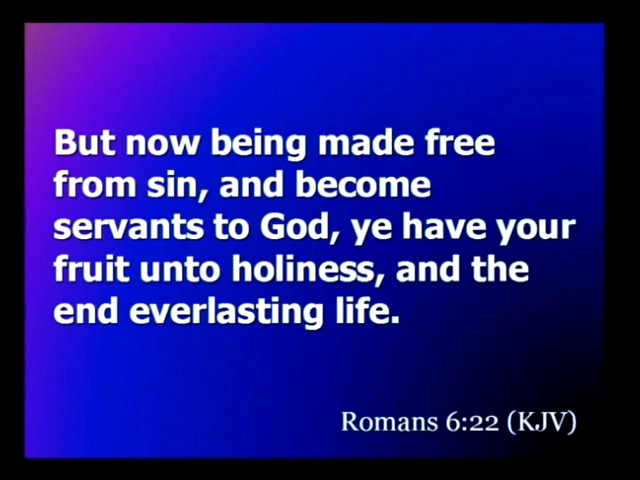 But now being made free
from sin, and become
servants to God, ye have your
fruit unto holiness, and the
end everlasting life.
Romans 6:22 (KJV)